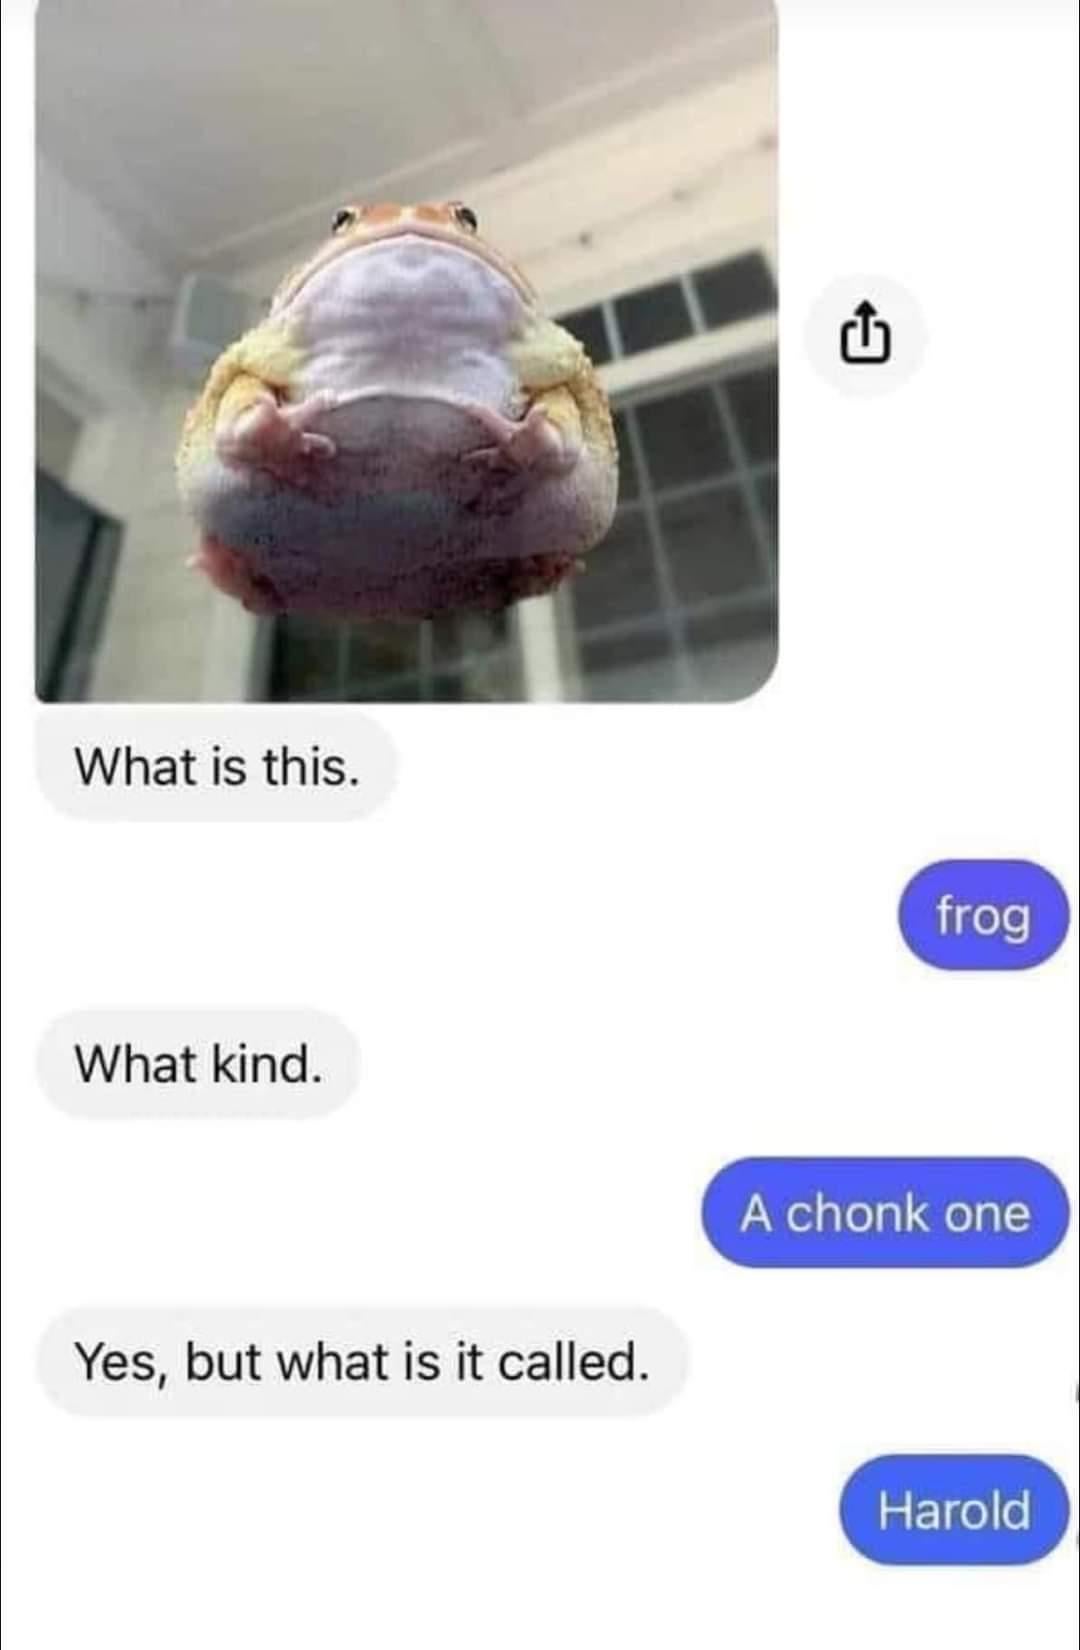 What is this.
frog
What kind.
A chonk one
Yes, but what is it called.
Harold